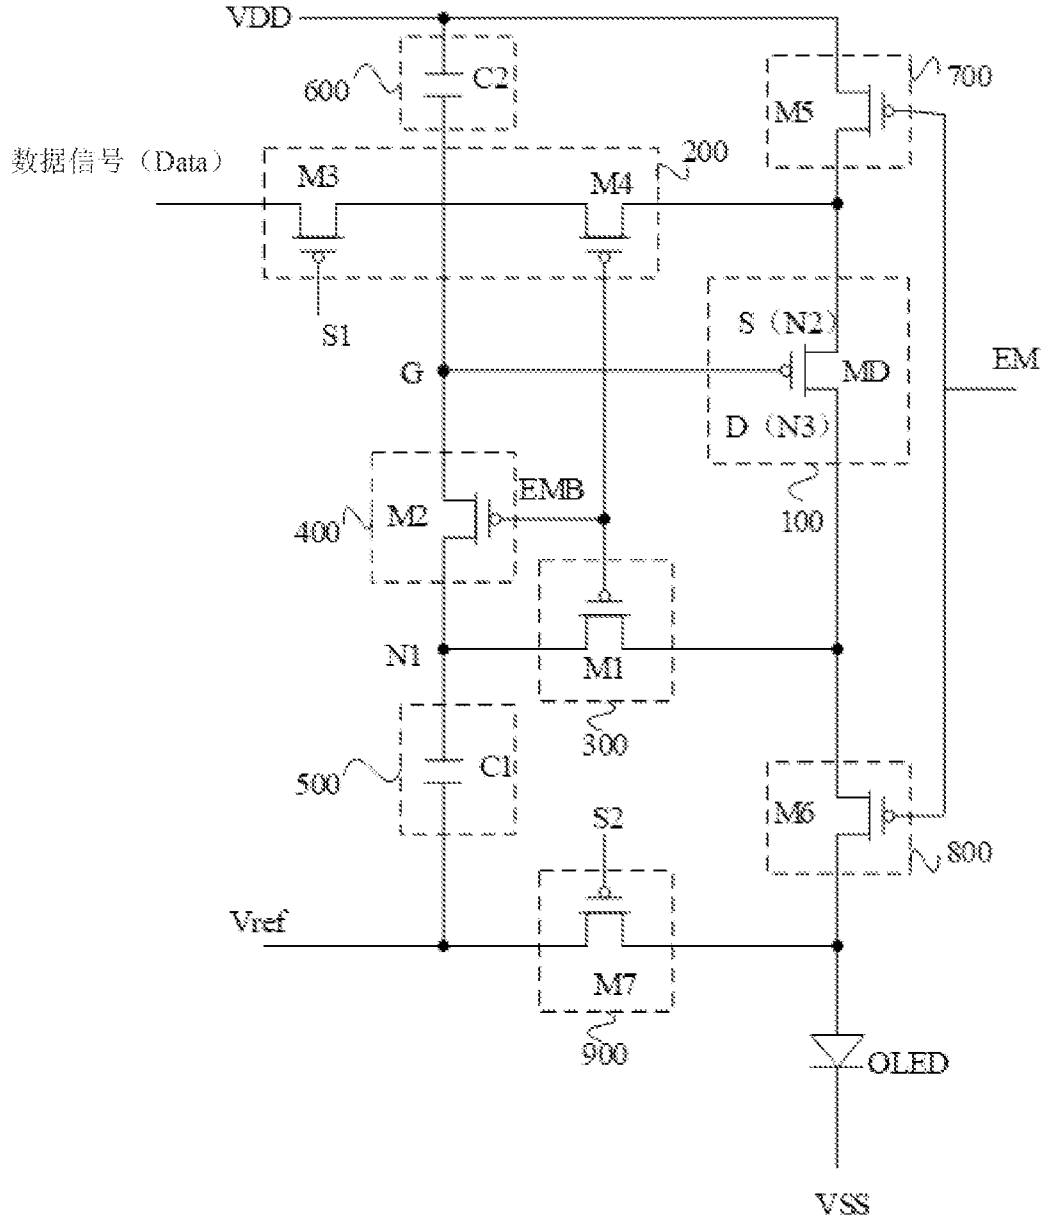 VDD
600
C2
M5
700
数据信号（Data）
M3
M4
200
S1
S（N2）
G
MD
EM
D（N3）
EMB
M2
400
100
N1
M1
300
500
C1
S2
M6
800
Vref
M7
900
OLED
VSS